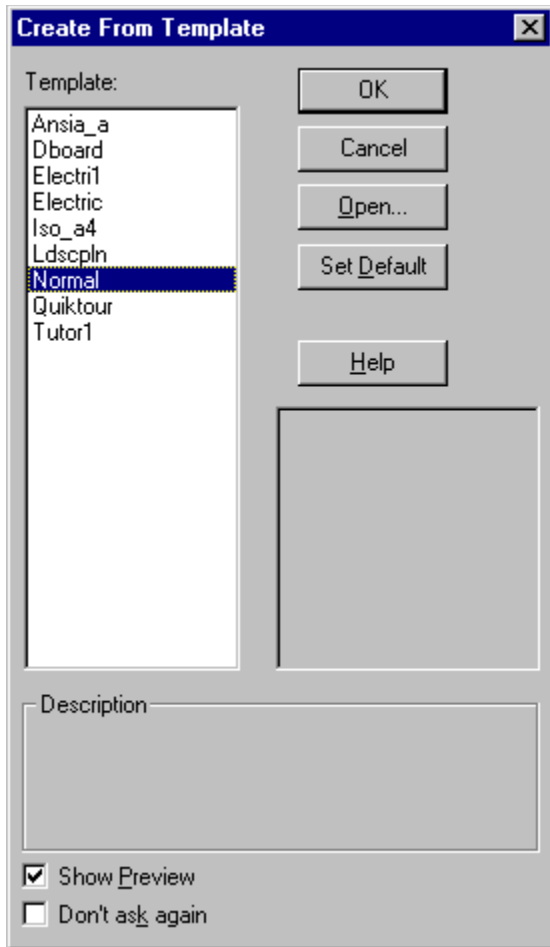 Create From Template
Template:
Ansia_a
Dboard
Electri1
Electric
Iso_a4
Ldscpln
Normal
Quiktour
Tutor1
OK
Cancel
Open...
Set Default
Help
Description
Show Preview
Don't ask again